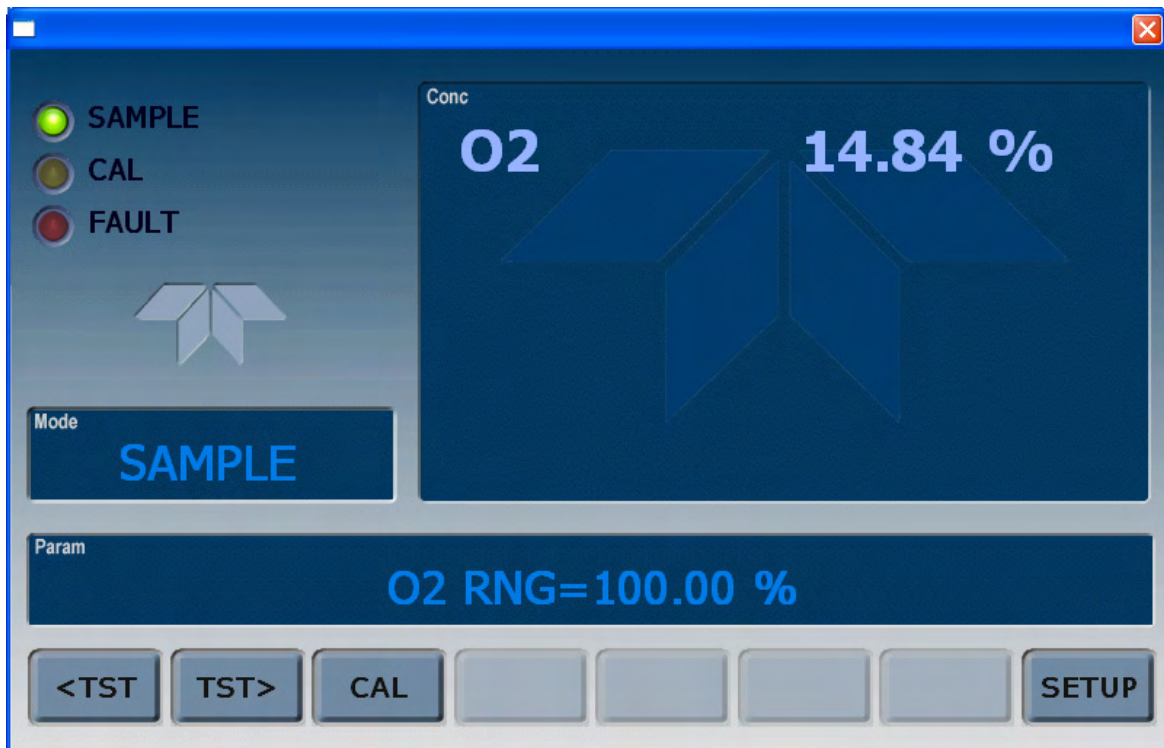 SAMPLE
CAL
FAULT
Conc
O2 14.84 %
Mode
SAMPLE
Param
O2 RNG=100.00 %
<TST TST> CAL SETUP